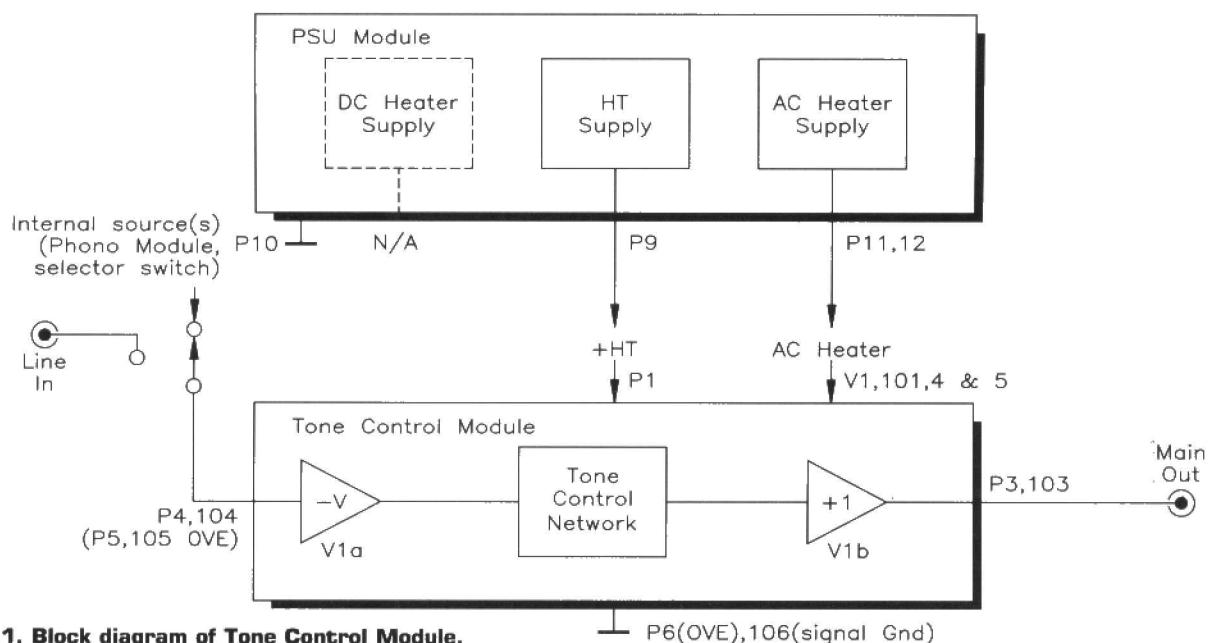 PSU Module
DC Heater
Supply
HT
Supply
AC Heater
Supply
Internal source(s)
(Phono Module,
selector switch)
P10
N/A
P9
P11,12
Line
In
+HT
P1
AC Heater
V1,101,4 & 5
Tone Control Module
-V
V1a
Tone
Control
Network
+1
V1b
P4,104
(P5,105 0VE)
P3,103
Main
Out
P6(0VE),106(signal Gnd)
1. Block diagram of Tone Control Module.